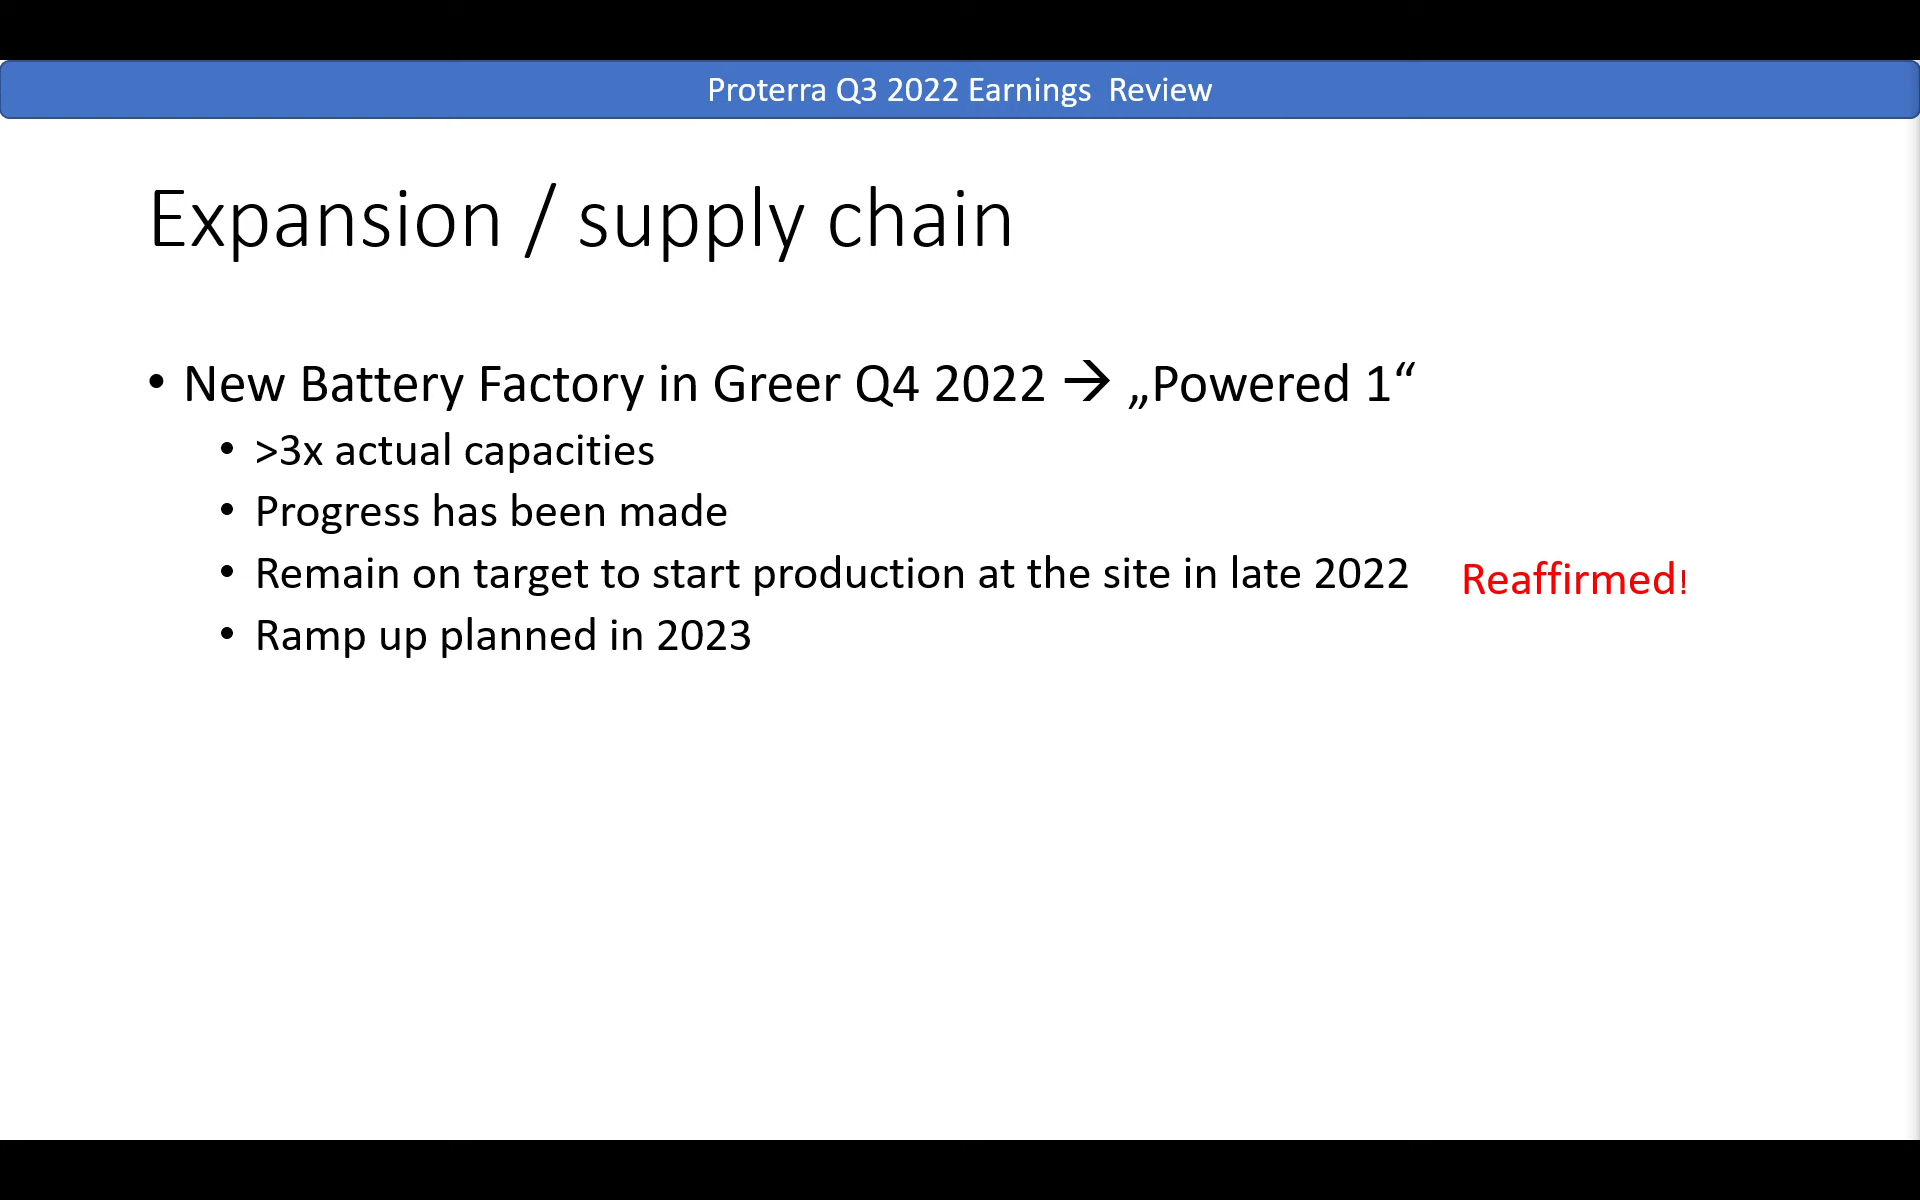 Proterra Q3 2022 Earnings  Review
Expansion / supply chain
• New Battery Factory in Greer Q4 2022 → „Powered 1“
• >3x actual capacities
• Progress has been made
• Remain on target to start production at the site in late 2022 Reaffirmed!
• Ramp up planned in 2023